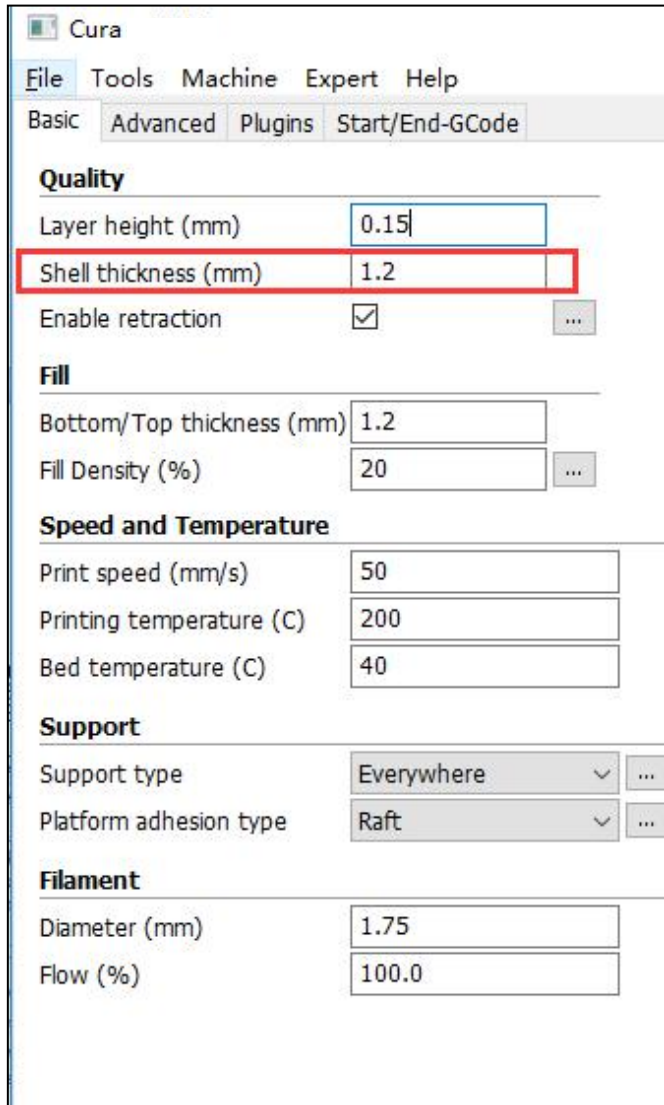 Cura
File Tools Machine Expert Help
Basic Advanced Plugins Start/End-GCode
Quality
Layer height (mm) 0.15
Shell thickness (mm) 1.2
Enable retraction ...
Fill
Bottom/Top thickness (mm) 1.2
Fill Density (%) 20 ...
Speed and Temperature
Print speed (mm/s) 50
Printing temperature (C) 200
Bed temperature (C) 40
Support
Support type Everywhere ...
Platform adhesion type Raft ...
Filament
Diameter (mm) 1.75
Flow (%) 100.0